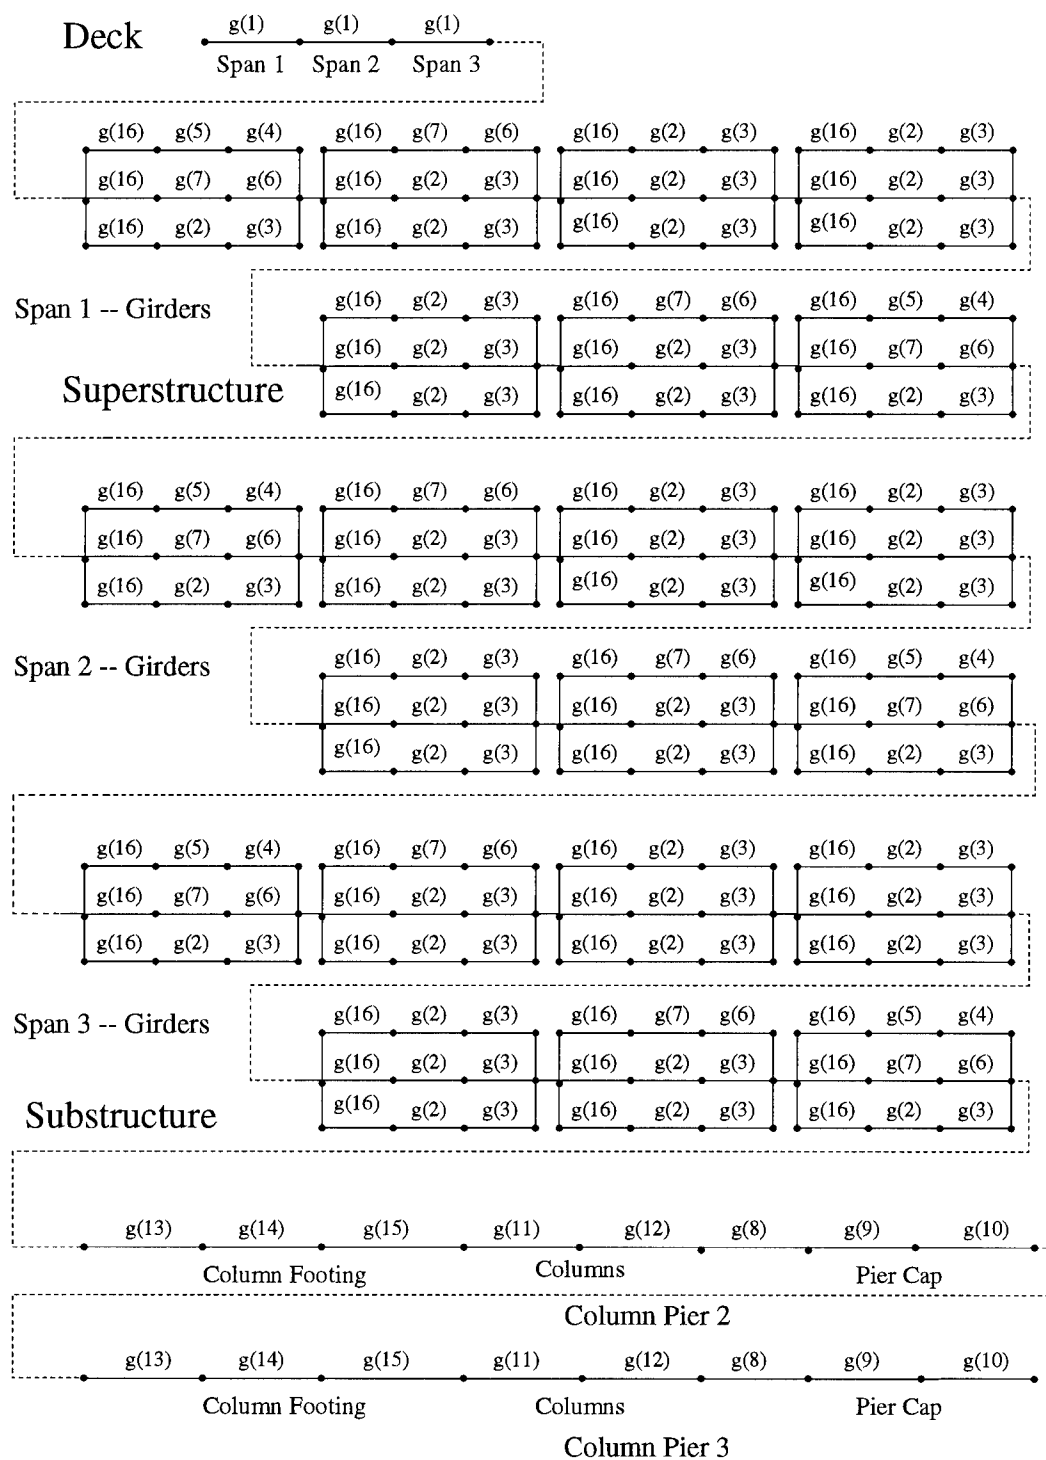 g(1) g(1) g(1)
Deck
Span 1 Span 2 Span 3
g(16) g(5) g(4) g(16) g(7) g(6) g(16) g(2) g(3) g(16) g(2) g(3)
g(16) g(7) g(6) g(16) g(2) g(3) g(16) g(2) g(3) g(16) g(2) g(3)
g(16) g(2) g(3) g(16) g(2) g(3) g(16) g(2) g(3) g(16) g(2) g(3)
Span 1 -- Girders
g(16) g(2) g(3) g(16) g(7) g(6) g(16) g(5) g(4)
g(16) g(2) g(3) g(16) g(2) g(3) g(16) g(7) g(6)
Superstructure
g(16) g(2) g(3) g(16) g(2) g(3) g(16) g(2) g(3)
g(16) g(5) g(4) g(16) g(7) g(6) g(16) g(2) g(3) g(16) g(2) g(3)
g(16) g(7) g(6) g(16) g(2) g(3) g(16) g(2) g(3) g(16) g(2) g(3)
g(16) g(2) g(3) g(16) g(2) g(3) g(16) g(2) g(3) g(16) g(2) g(3)
Span 2 -- Girders
g(16) g(2) g(3) g(16) g(7) g(6) g(16) g(5) g(4)
g(16) g(2) g(3) g(16) g(2) g(3) g(16) g(7) g(6)
g(16) g(2) g(3) g(16) g(2) g(3) g(16) g(2) g(3)
g(16) g(5) g(4) g(16) g(7) g(6) g(16) g(2) g(3) g(16) g(2) g(3)
g(16) g(7) g(6) g(16) g(2) g(3) g(16) g(2) g(3) g(16) g(2) g(3)
g(16) g(2) g(3) g(16) g(2) g(3) g(16) g(2) g(3) g(16) g(2) g(3)
Span 3 -- Girders
g(16) g(2) g(3) g(16) g(7) g(6) g(16) g(5) g(4)
g(16) g(2) g(3) g(16) g(2) g(3) g(16) g(7) g(6)
Substructure
g(16) g(2) g(3) g(16) g(2) g(3) g(16) g(2) g(3)
g(13) g(14) g(15) g(11) g(12) g(8) g(9) g(10)
Column Footing Columns Pier Cap
Column Pier 2
g(13) g(14) g(15) g(11) g(12) g(8) g(9) g(10)
Column Footing Columns Pier Cap
Column Pier 3